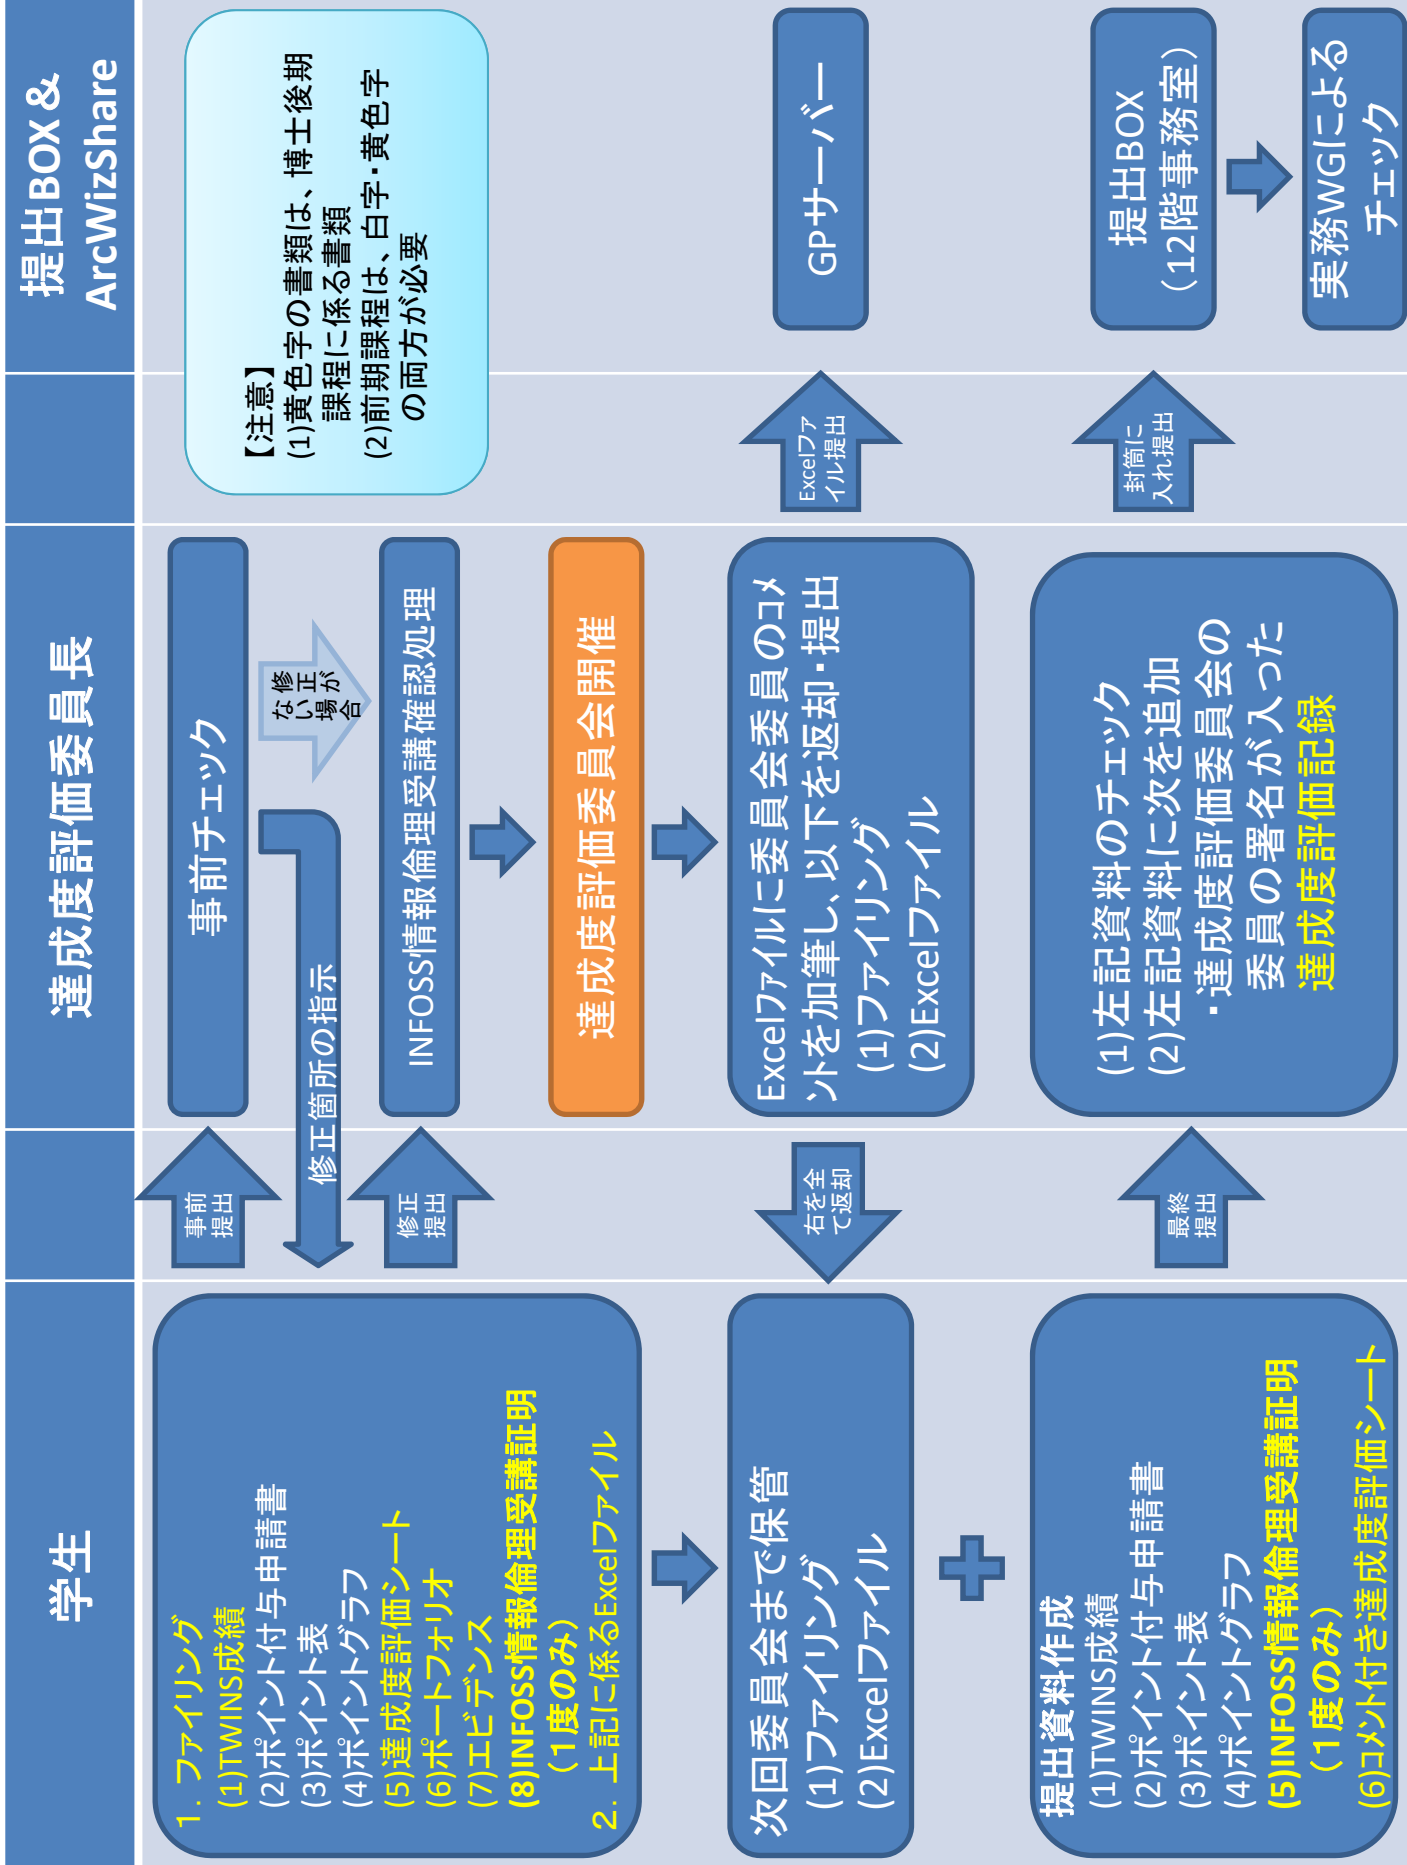 学生
達成度評価委員長
提出BOX＆
ArcWizShare
１. ファイリング
(1)TWINS成績
(2)ポイント付与申請書
(3)ポイント表
(4)ポイントグラフ
(5)達成度評価シート
(6)ポートフォリオ
(7)エビデンス
(8)INFOSS情報倫理受講証明
（１度のみ）
２. 上記に係るExcelファイル
事前
提出
修正箇所の指示
修正
提出
事前チェック
修正が
ない場
合
INFOSS情報倫理受講確認処理
達成度評価委員会開催
【注意】
(1)黄色字の書類は、博士後期
課程に係る書類
(2)前期課程は、白字・黄色字
の両方が必要
次回委員会まで保管
(1)ファイリング
(2)Excelファイル
右を全
て返却
Excelファイルに委員会委員のコメ
ントを加筆し、以下を返却・提出
(1)ファイリング
(2)Excelファイル
Excelファ
イル提出
GPサーバー
提出資料作成
(1)TWINS成績
(2)ポイント付与申請書
(3)ポイント表
(4)ポイントグラフ
(5)INFOSS情報倫理受講証明
（１度のみ）
(6)コメント付き達成度評価シート
最終
提出
(1)左記資料のチェック
(2)左記資料に次を追加
・達成度評価委員会の
委員の署名が入った
達成度評価記録
封筒に
入れ提出
提出BOX
（12階事務室）
実務WGによる
チェック